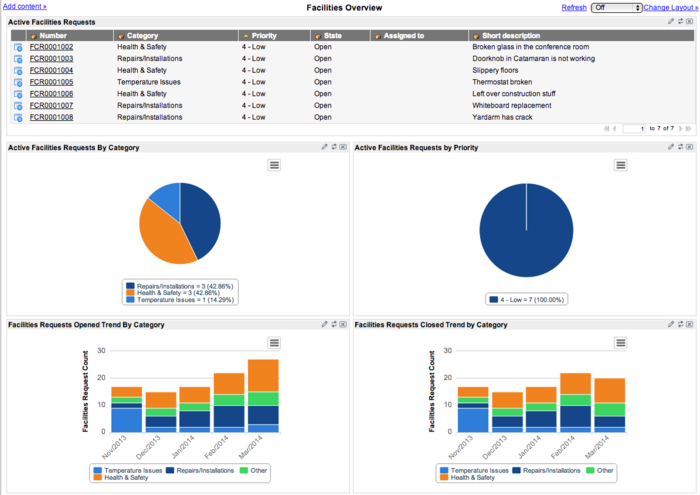 Add content »
Facilities Overview
Refresh Off Change Layout »
Active Facilities Requests
Number Category Priority State Assigned to Short description
FCR0001002 Health & Safety 4 - Low Open Broken glass in the conference room
FCR0001003 Repairs/Installations 4 - Low Open Doorknob in Catamaran is not working
FCR0001004 Health & Safety 4 - Low Open Slippery floors
FCR0001005 Temperature Issues 4 - Low Open Thermostat broken
FCR0001006 Health & Safety 4 - Low Open Left over construction stuff
FCR0001007 Repairs/Installations 4 - Low Open Whiteboard replacement
FCR0001008 Repairs/Installations 4 - Low Open Yardarm has crack
1 to 7 of 7
Active Facilities Requests By Category
Repairs/Installations = 3 (42.86%)
Health & Safety = 3 (42.86%)
Temperature Issues = 1 (14.29%)
Active Facilities Requests by Priority
4 - Low = 7 (100.00%)
Facilities Requests Opened Trend By Category
Facilities Request Count
30
20
10
0
Nov/2013 Dec/2013 Jan/2014 Feb/2014 Mar/2014
Temperature Issues Repairs/Installations Other
Health & Safety
Facilities Requests Closed Trend by Category
Facilities Request Count
30
20
10
0
Nov/2013 Dec/2013 Jan/2014 Feb/2014 Mar/2014
Temperature Issues Repairs/Installations Other
Health & Safety